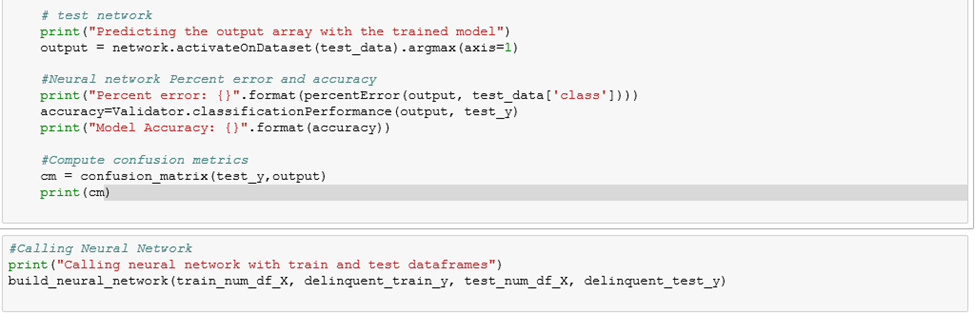 # test network
print("Predicting the output array with the trained model")
output = network.activateOnDataset(test_data).argmax(axis=1)
#Neural network Percent error and accuracy
print("Percent error: {}".format(percentError(output, test_data['class'])))
accuracy=Validator.classificationPerformance(output, test_y)
print("Model Accuracy: {}".format(accuracy))
#Compute confusion metrics
cm = confusion_matrix(test_y,output)
print(cm)
#Calling Neural Network
print("Calling neural network with train and test dataframes")
build_neural_network(train_num_df_X, delinquent_train_y, test_num_df_X, delinquent_test_y)